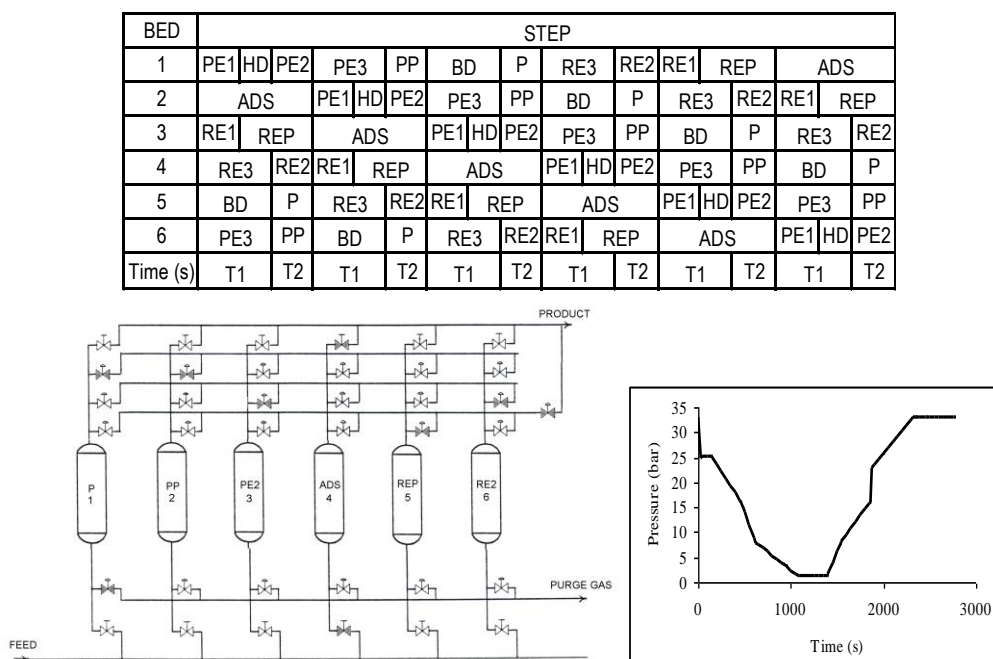 BED STEP
1 PE1 HD PE2 PE3 PP BD P RE3 RE2 RE1 REP ADS
2 ADS PE1 HD PE2 PE3 PP BD P RE3 RE2 RE1 REP
3 RE1 REP ADS PE1 HD PE2 PE3 PP BD P RE3 RE2
4 RE3 RE2 RE1 REP ADS PE1 HD PE2 PE3 PP BD P
5 BD P RE3 RE2 RE1 REP ADS PE1 HD PE2 PE3 PP
6 PE3 PP BD P RE3 RE2 RE1 REP ADS PE1 HD PE2
Time (s) T1 T2 T1 T2 T1 T2 T1 T2 T1 T2 T1 T2
PRODUCT
P PP PE2 ADS REP RE2
1 2 3 4 5 6
PURGE GAS
FEED
Pressure (bar)
35
30
25
20
15
10
5
0
0 1000 2000 3000
Time (s)